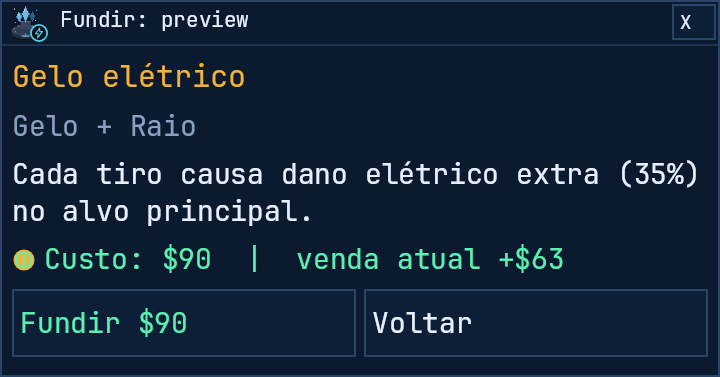 Fundir: preview
X
Gelo elétrico
Gelo + Raio
Cada tiro causa dano elétrico extra (35%)
no alvo principal.
Custo: $90 | venda atual +$63
Fundir $90
Voltar